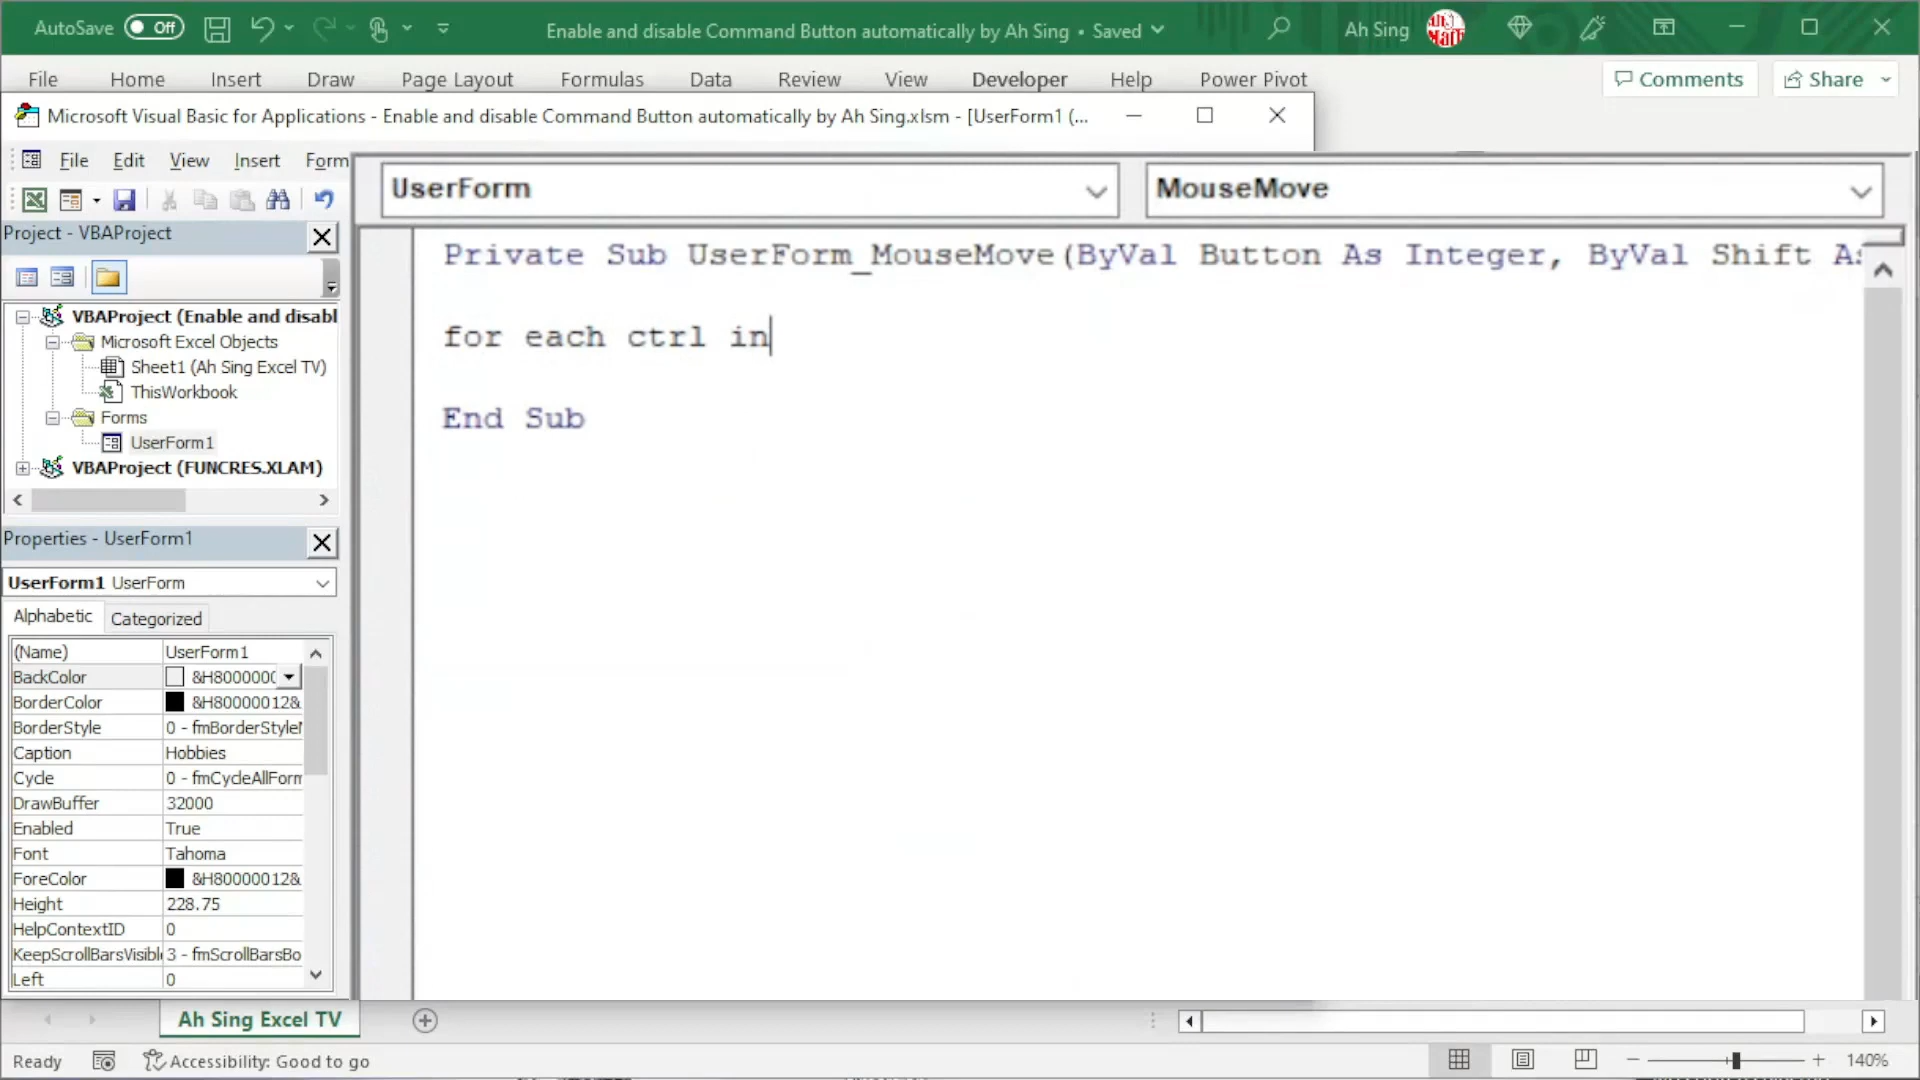 AutoSave Off Enable and disable Command Button automatically by Ah Sing • Saved Ah Sing
File Home Insert Draw Page Layout Formulas Data Review View Developer Help Power Pivot Comments Share
Microsoft Visual Basic for Applications - Enable and disable Command Button automatically by Ah Sing.xlsm - [UserForm1 (...
File Edit View Insert Form
UserForm MouseMove
Project - VBAProject
Private Sub UserForm_MouseMove(ByVal Button As Integer, ByVal Shift As
for each ctrl in
End Sub
VBAProject (Enable and disabl
Microsoft Excel Objects
Sheet1 (Ah Sing Excel TV)
ThisWorkbook
Forms
UserForm1
VBAProject (FUNCRES.XLAM)
Properties - UserForm1
UserForm1 UserForm
Alphabetic Categorized
(Name) UserForm1
BackColor &H8000000
BorderColor &H80000012&
BorderStyle 0 - fmBorderStyle
Caption Hobbies
Cycle 0 - fmCycleAllForm
DrawBuffer 32000
Enabled True
Font Tahoma
ForeColor &H80000012&
Height 228.75
HelpContextID 0
KeepScrollBarsVisibl 3 - fmScrollBarsBo
Left 0
Ah Sing Excel TV
Ready Accessibility: Good to go 140%